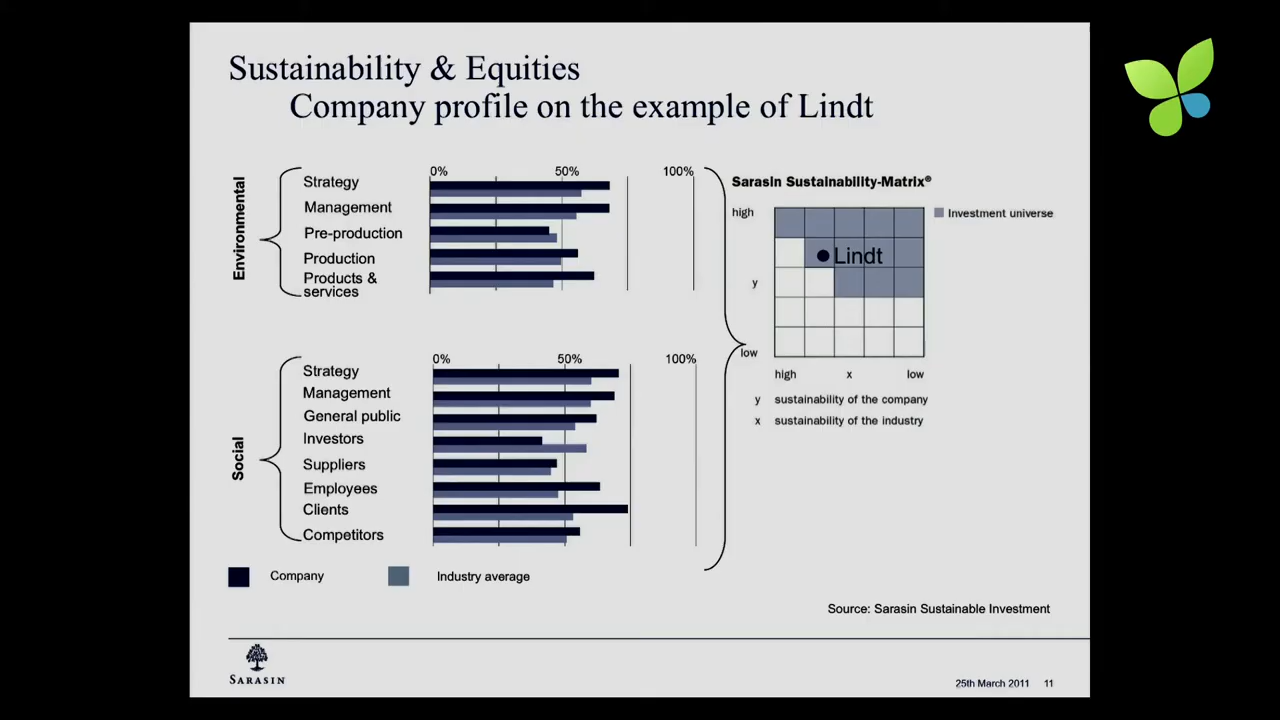 Sustainability & Equities
Company profile on the example of Lindt
Environmental
0% 50% 100%
Strategy
Management
Pre-production
Production
Products &
services
Social
0% 50% 100%
Strategy
Management
General public
Investors
Suppliers
Employees
Clients
Competitors
Company
Industry average
Sarasin Sustainability-Matrix®
high
Investment universe
Lindt
y
low
high x low
y sustainability of the company
x sustainability of the industry
Source: Sarasin Sustainable Investment
SARASIN
25th March 2011 11